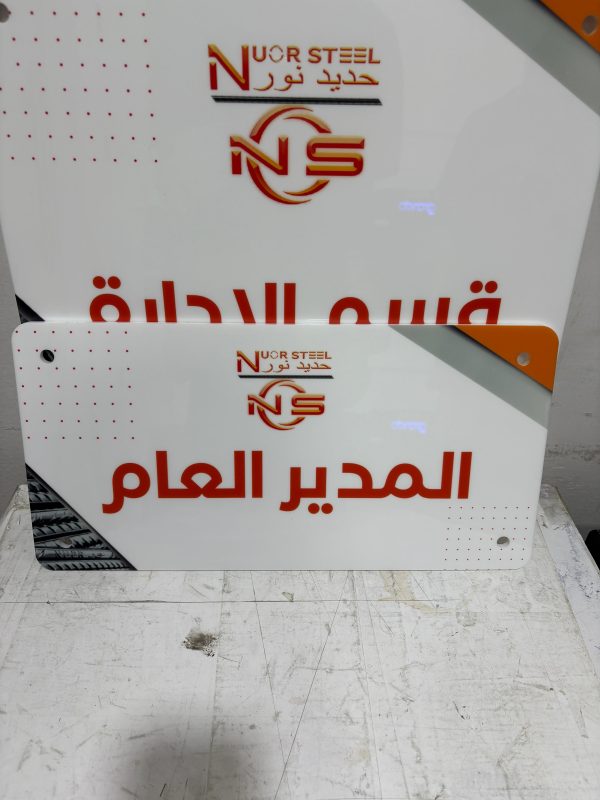 NUOR STEEL
حديد نور
NS
قسم الادارة
NUOR STEEL
حديد نور
NS
المدير العام